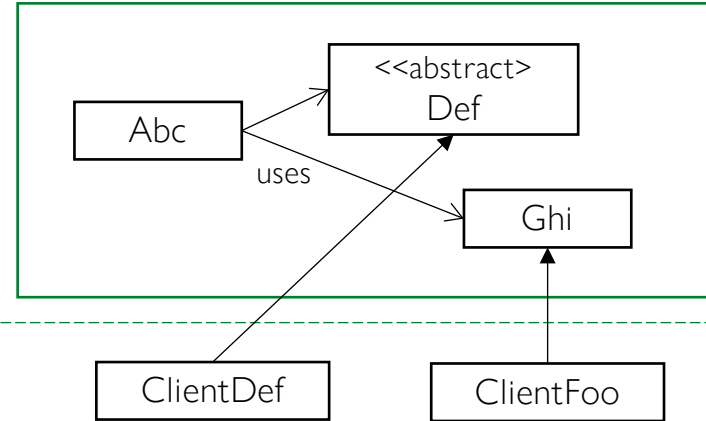 <<abstract>
Def
Abc
uses
Ghi
ClientDef
ClientFoo